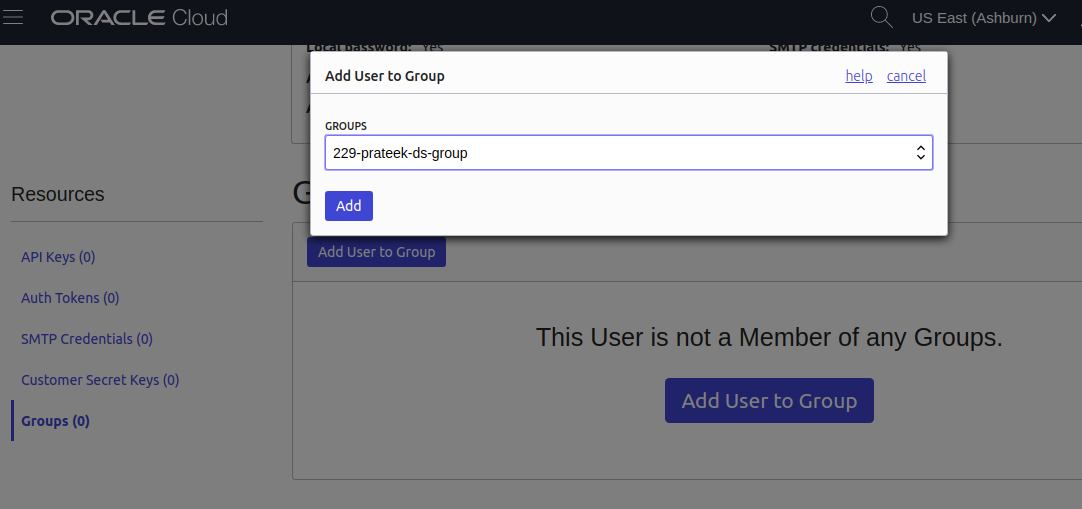 ORACLE Cloud
US East (Ashburn)
Local password: Yes
SMTP credentials: Yes
Add User to Group
help
cancel
GROUPS
229-prateek-ds-group
Add
Resources
API Keys (0)
Auth Tokens (0)
SMTP Credentials (0)
Customer Secret Keys (0)
Groups (0)
Add User to Group
This User is not a Member of any Groups.
Add User to Group